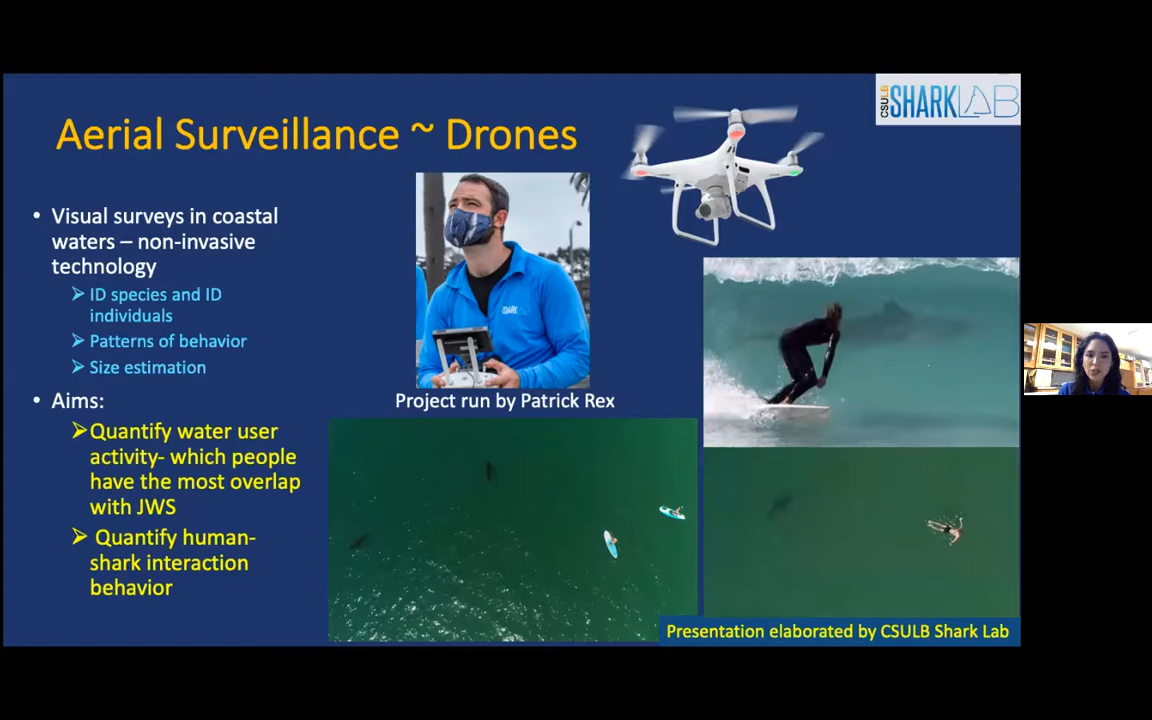 CSULB SHARKLAB
Aerial Surveillance ~ Drones
• Visual surveys in coastal
waters – non-invasive
technology
➢ ID species and ID
individuals
➢ Patterns of behavior
➢ Size estimation
• Aims:
➢Quantify water user
activity- which people
have the most overlap
with JWS
➢ Quantify human-
shark interaction
behavior
SHARKLAB
Project run by Patrick Rex
Presentation elaborated by CSULB Shark Lab